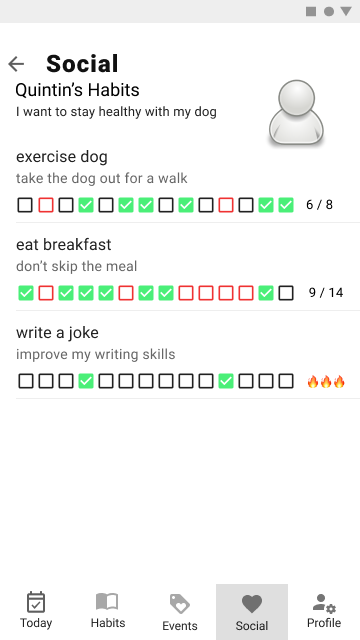 Social
Quintin's Habits
I want to stay healthy with my dog
exercise dog
take the dog out for a walk
6 / 8
eat breakfast
don't skip the meal
9 / 14
write a joke
improve my writing skills
🔥🔥🔥
Today Habits Events Social Profile